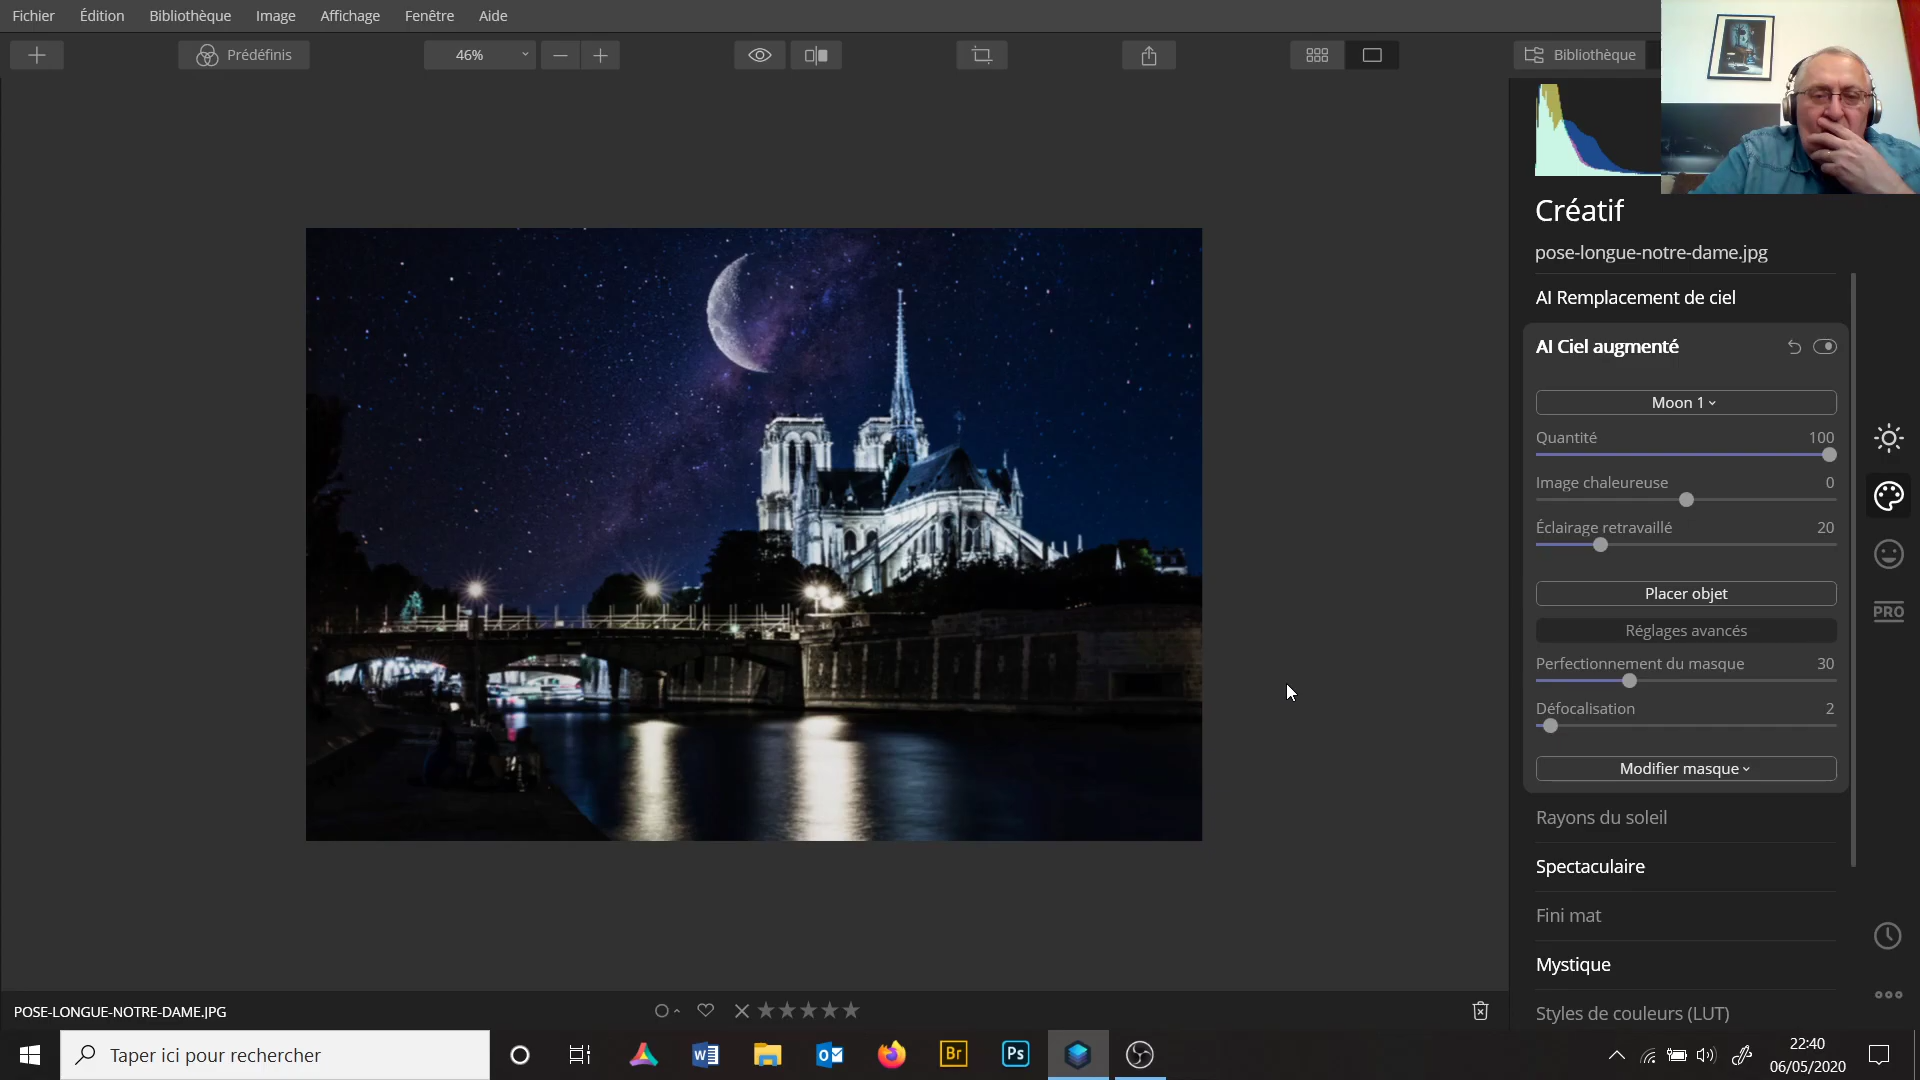 Fichier Édition Bibliothèque Image Affichage Fenêtre Aide
Prédéfinis 46% Bibliothèque
Créatif
pose-longue-notre-dame.jpg
AI Remplacement de ciel
AI Ciel augmenté
Moon 1
Quantité 100
Image chaleureuse 0
Éclairage retravaillé 20
Placer objet
Réglages avancés
PRO
Perfectionnement du masque 30
Défocalisation 2
Modifier masque
Rayons du soleil
Spectaculaire
Fini mat
Mystique
Styles de couleurs (LUT)
POSE-LONGUE-NOTRE-DAME.JPG
Taper ici pour rechercher
Br
Ps
22:40
06/05/2020